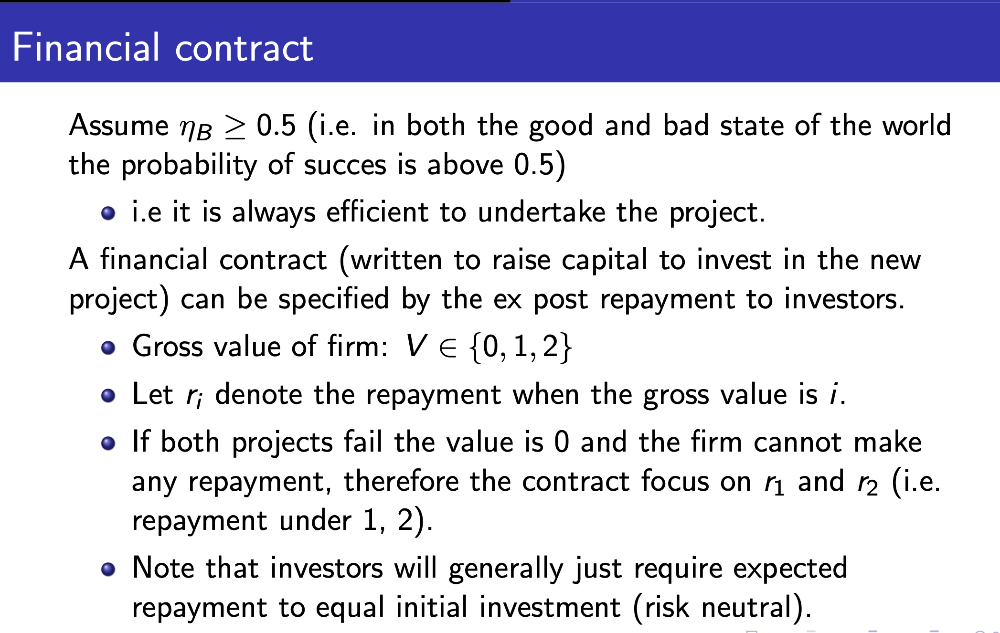 Financial contract
Assume η_B ≥ 0.5 (i.e. in both the good and bad state of the world
the probability of succes is above 0.5)
i.e it is always efficient to undertake the project.
A financial contract (written to raise capital to invest in the new
project) can be specified by the ex post repayment to investors.
Gross value of firm: V ∈ {0, 1, 2}
Let r_i denote the repayment when the gross value is i.
If both projects fail the value is 0 and the firm cannot make
any repayment, therefore the contract focus on r_1 and r_2 (i.e.
repayment under 1, 2).
Note that investors will generally just require expected
repayment to equal initial investment (risk neutral).